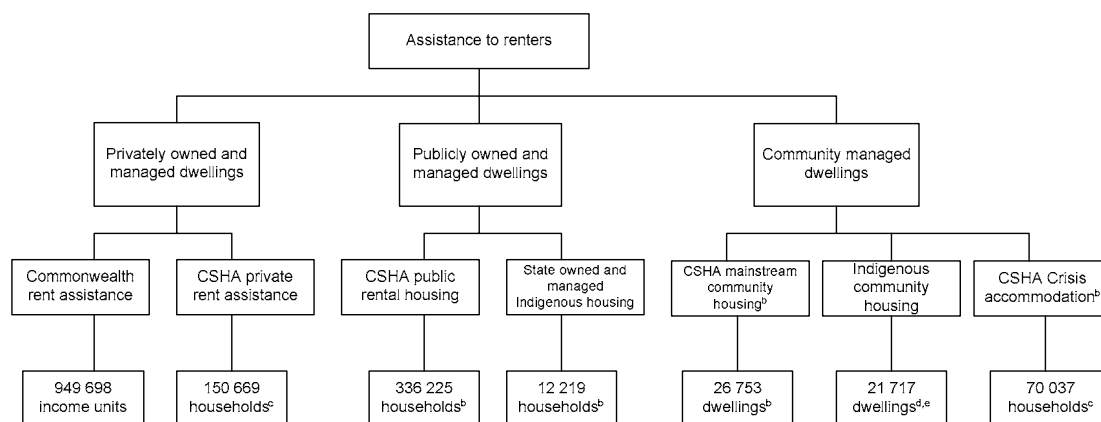 Assistance to renters
Privately owned and
managed dwellings
Publicly owned and
managed dwellings
Community managed
dwellings
Commonwealth
rent assistance
CSHA private
rent assistance
CSHA public
rental housing
State owned and
managed
Indigenous housing
CSHA mainstream
community
housingᵇ
Indigenous
community
housing
CSHA Crisis
accommodationᵇ
949 698
income units
150 669
householdsᶜ
336 225
householdsᵇ
12 219
householdsᵇ
26 753
dwellingsᵇ
21 717
dwellingsᵈ,ᵉ
70 037
householdsᶜ